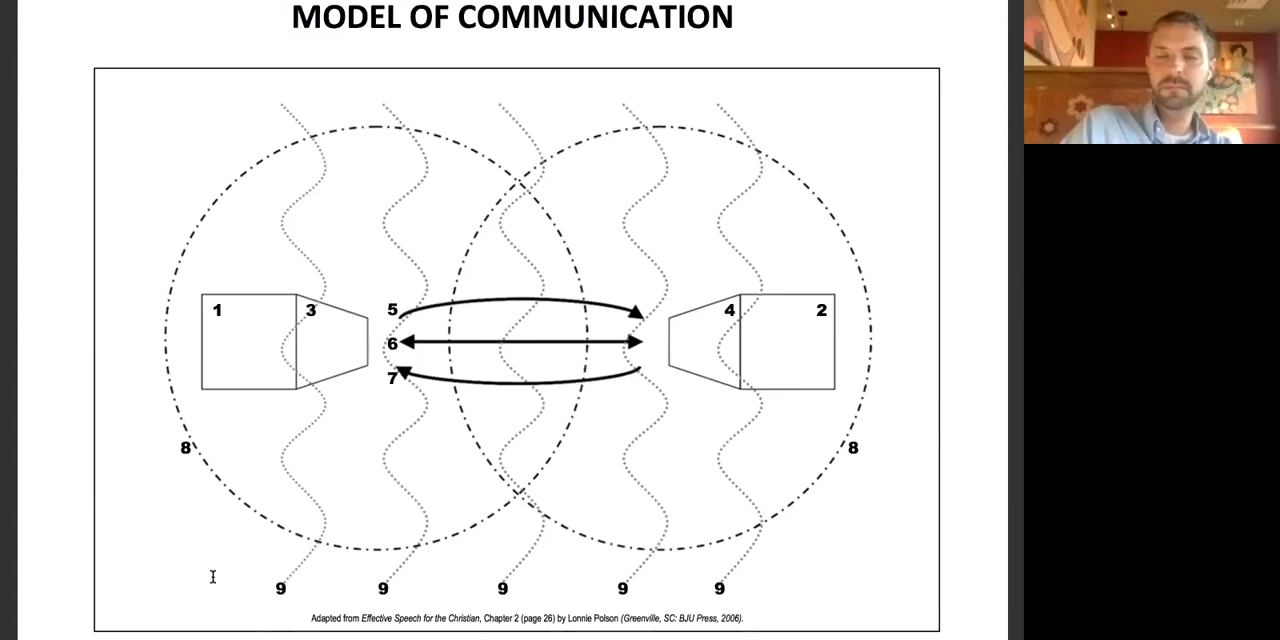 MODEL OF COMMUNICATION
1 3 5 4 2
6
7
8 8
9 9 9 9 9
Adapted from Effective Speech for the Christian, Chapter 2 (page 26) by Lonnie Polson (Greenville, SC: BJU Press, 2006).